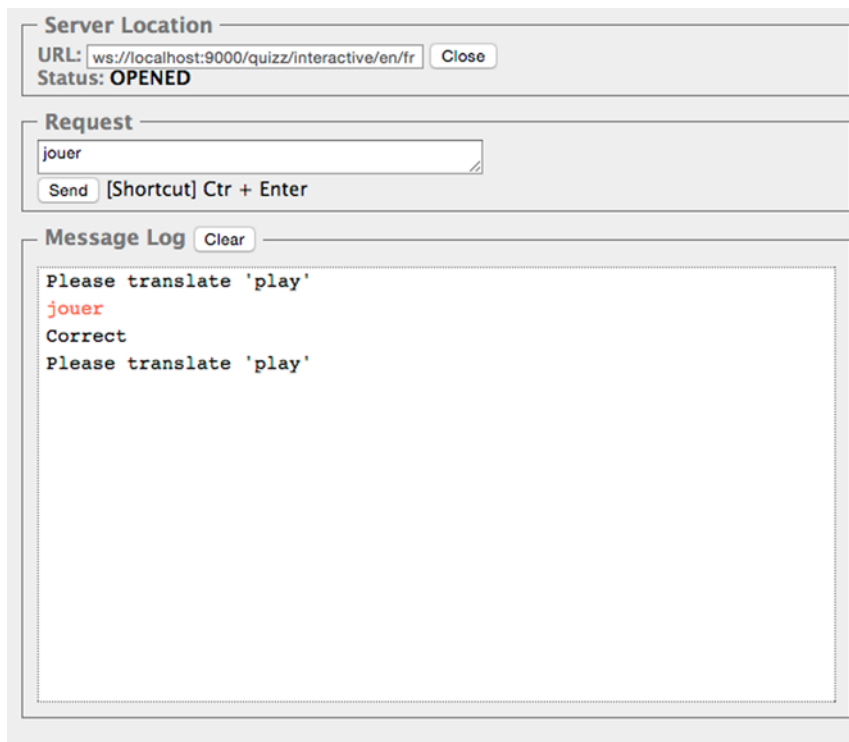 Server Location
URL: ws://localhost:9000/quizz/interactive/en/fr Close
Status: OPENED
Request
jouer
Send [Shortcut] Ctr + Enter
Message Log Clear
Please translate 'play'
jouer
Correct
Please translate 'play'